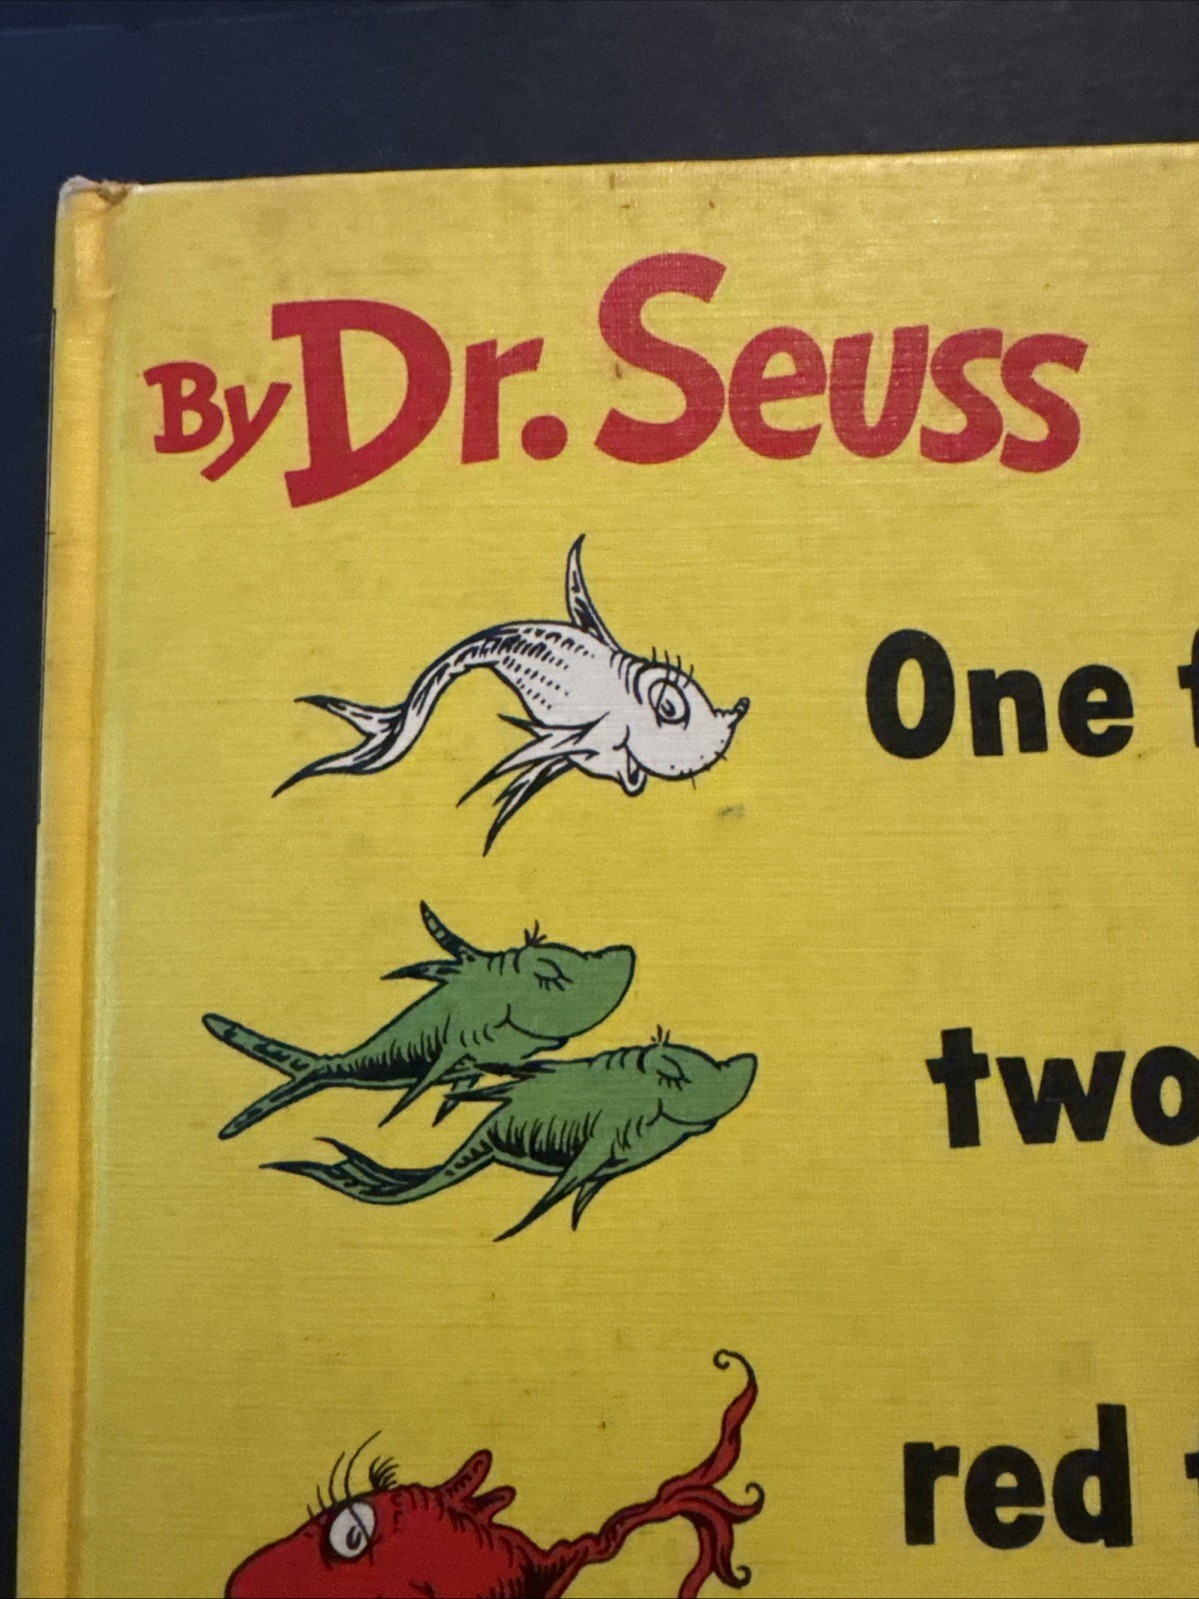 By Dr. Seuss
One
two
red